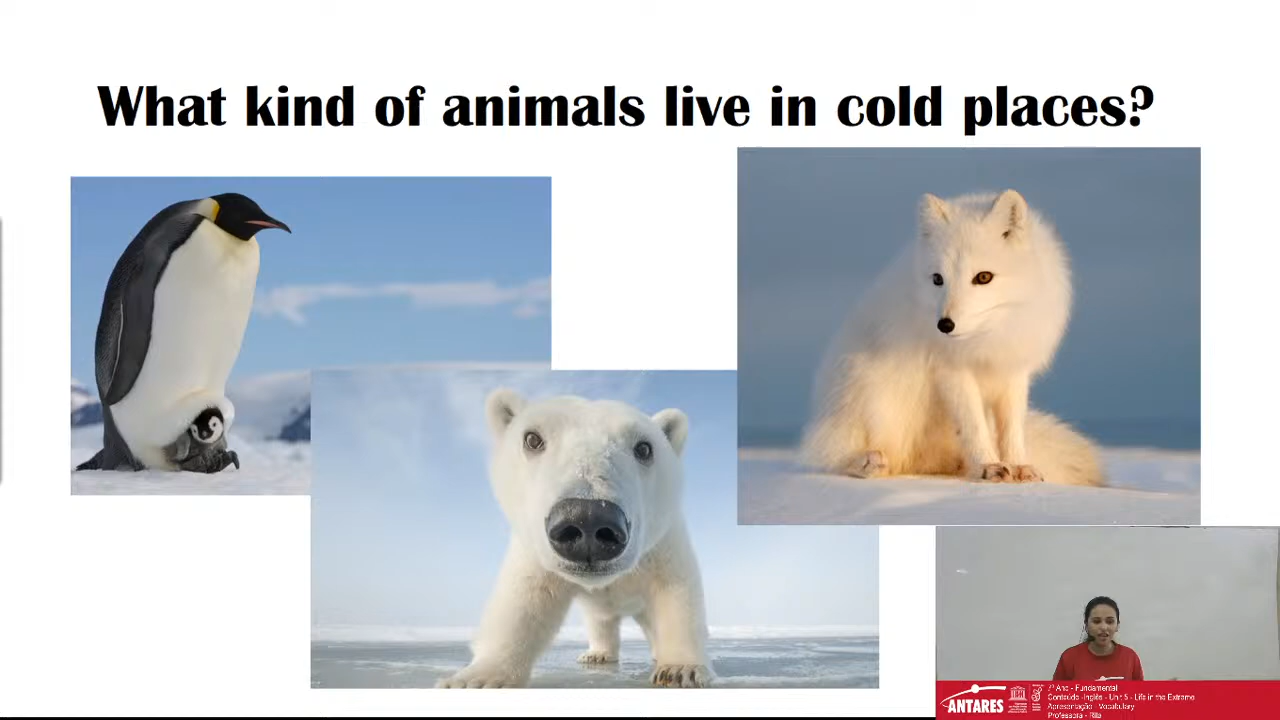 What kind of animals live in cold places?
ANTARES
7º Ano - Fundamental
Conteúdo -Inglês - Unit 5 - Life in the Extreme
Apresentação - Vocabulary
Professora - Rita